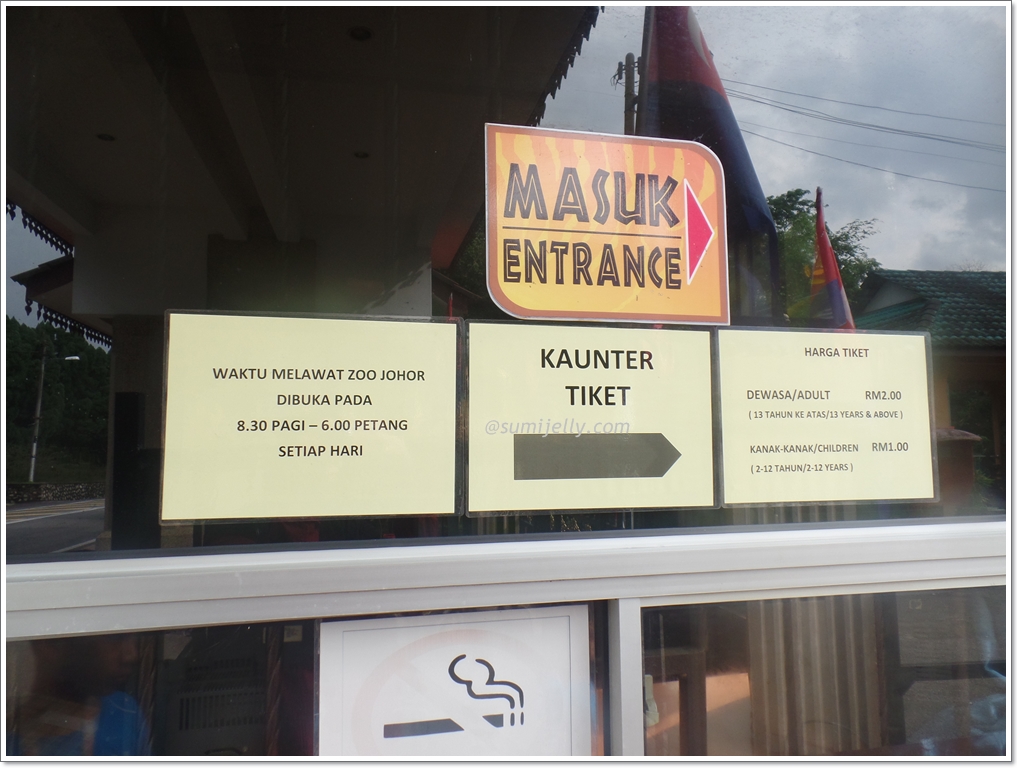 MASUK
ENTRANCE
WAKTU MELAWAT ZOO JOHOR
DIBUKA PADA
8.30 PAGI – 6.00 PETANG
SETIAP HARI
KAUNTER
TIKET
@sumijelly.com
HARGA TIKET
DEWASA/ADULT RM2.00
( 13 TAHUN KE ATAS/13 YEARS & ABOVE )
KANAK-KANAK/CHILDREN RM1.00
( 2-12 TAHUN/2-12 YEARS )